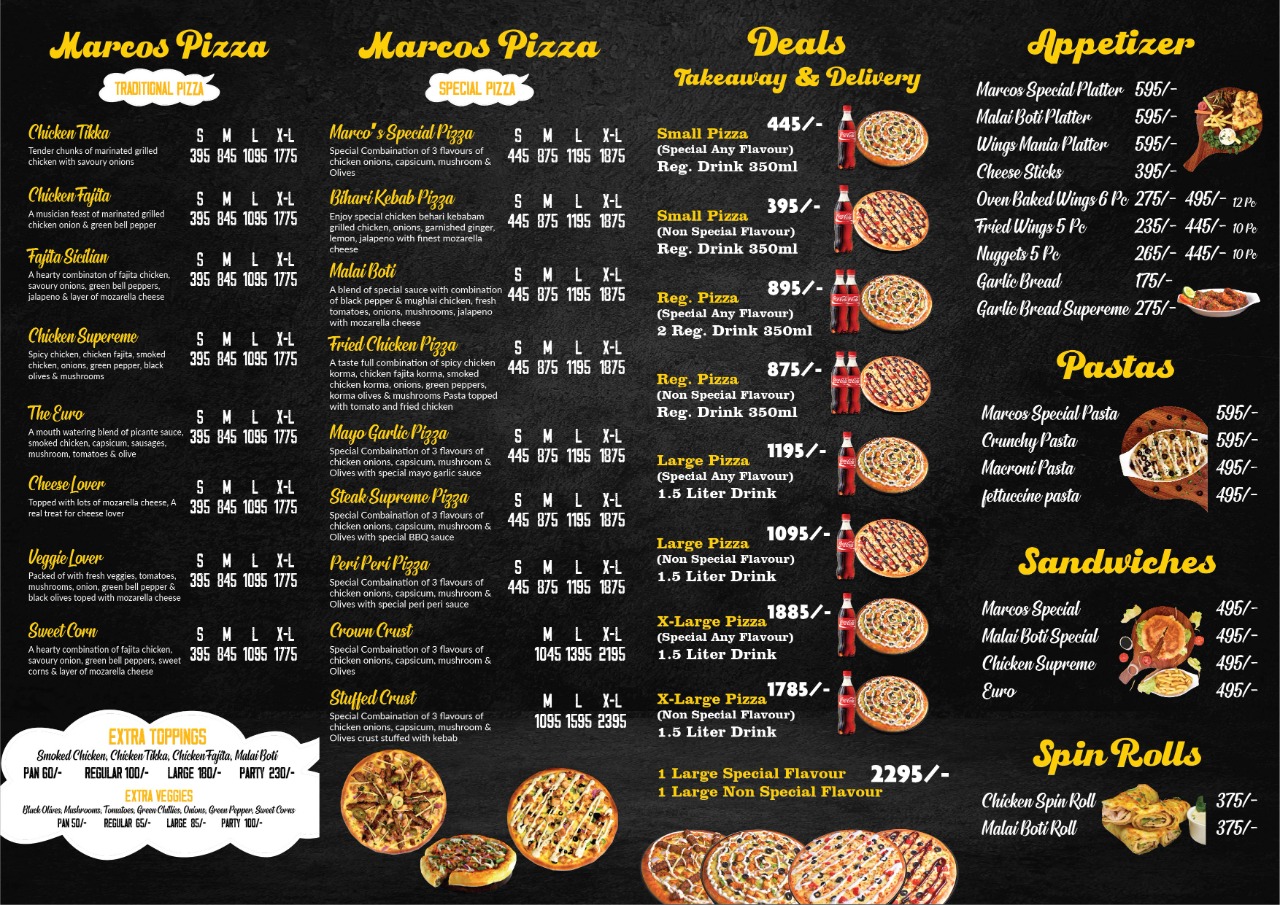 Marcos Pizza
TRADITIONAL PIZZA
Chicken Tikka
S M L X-L
Tender chunks of marinated grilled
chicken with savoury onions
395 845 1095 1775
Chicken Fajita
S M L X-L
A musician feast of marinated grilled
chicken onion & green bell pepper
395 845 1095 1775
Fajita Sicilian
S M L X-L
A hearty combinaton of fajita chicken,
savoury onions, green bell peppers,
jalapeno & layer of mozarella cheese
395 845 1095 1775
Chicken Supereme
S M L X-L
Spicy chicken, chicken fajita, smoked
chicken, onions, green pepper, black
olives & mushrooms
395 845 1095 1775
The Euro
S M L X-L
A mouth watering blend of picante sauce,
smoked chicken, capsicum, sausages,
mushroom, tomatoes & olive
395 845 1095 1775
Cheese Lover
S M L X-L
Topped with lots of mozarella cheese, A
real treat for cheese lover
395 845 1095 1775
Veggie Lover
S M L X-L
Packed of with fresh veggies, tomatoes,
mushrooms, onion, green bell pepper &
black olives toped with mozarella cheese
395 845 1095 1775
Sweet Corn
S M L X-L
A hearty combination of fajita chicken,
savoury onion, green bell peppers, sweet
corns & layer of mozarella cheese
395 845 1095 1775
EXTRA TOPPINGS
Smoked Chicken, Chicken Tikka, Chicken Fajita, Malai Boti
PAN 60/- REGULAR 100/- LARGE 180/- PARTY 230/-
EXTRA VEGGIES
Black Olives, Mushrooms, Tomatoes, Green Chillies, Onions, Green Pepper, Sweet Corns
PAN 50/- REGULAR 65/- LARGE 85/- PARTY 100/-
Marcos Pizza
SPECIAL PIZZA
Marco's Special Pizza
S M L X-L
Special Combaination of 3 flavours of
chicken onions, capsicum, mushroom &
Olives
445 875 1195 1875
Bihari Kebab Pizza
S M L X-L
Enjoy special chicken behari kebabam
grilled chicken, onions, garnished ginger,
lemon, jalapeno with finest mozarella
cheese
445 875 1195 1875
Malai Boti
S M L X-L
A blend of special sauce with combination
of black pepper & mughlai chicken, fresh
tomatoes, onions, mushrooms, jalapeno
with mozarella cheese
445 875 1195 1875
Fried Chicken Pizza
S M L X-L
A taste full combination of spicy chicken
korma, chicken fajita korma, smoked
chicken korma, onions, green peppers,
korma olives & mushrooms Pasta topped
with tomato and fried chicken
445 875 1195 1875
Mayo Garlic Pizza
S M L X-L
Special Combaination of 3 flavours of
chicken onions, capsicum, mushroom &
Olives with special mayo garlic sauce
445 875 1195 1875
Steak Supreme Pizza
S M L X-L
Special Combaination of 3 flavours of
chicken onions, capsicum, mushroom &
Olives with special BBQ sauce
445 875 1195 1875
Peri Peri Pizza
S M L X-L
Special Combaination of 3 flavours of
chicken onions, capsicum, mushroom &
Olives with special peri peri sauce
445 875 1195 1875
Crown Crust
M L X-L
Special Combaination of 3 flavours of
chicken onions, capsicum, mushroom &
Olives
1045 1395 2195
Stuffed Crust
M L X-L
Special Combaination of 3 flavours of
chicken onions, capsicum, mushroom &
Olives crust stuffed with kebab
1095 1595 2395
Deals
Takeaway & Delivery
Small Pizza 445/-
(Special Any Flavour)
Reg. Drink 350ml
Small Pizza 395/-
(Non Special Flavour)
Reg. Drink 350ml
Reg. Pizza 895/-
(Special Any Flavour)
2 Reg. Drink 350ml
Reg. Pizza 875/-
(Non Special Flavour)
Reg. Drink 350ml
Large Pizza 1195/-
(Special Any Flavour)
1.5 Liter Drink
Large Pizza 1095/-
(Non Special Flavour)
1.5 Liter Drink
X-Large Pizza 1885/-
(Special Any Flavour)
1.5 Liter Drink
X-Large Pizza 1785/-
(Non Special Flavour)
1.5 Liter Drink
1 Large Special Flavour 2295/-
1 Large Non Special Flavour
Appetizer
Marcos Special Platter 595/-
Malai Boti Platter 595/-
Wings Mania Platter 595/-
Cheese Sticks 395/-
Oven Baked Wings 6 Pc 275/- 495/- 12 Pc
Fried Wings 5 Pc 235/- 445/- 10 Pc
Nuggets 5 Pc 265/- 445/- 10 Pc
Garlic Bread 175/-
Garlic Bread Supereme 275/-
Pastas
Marcos Special Pasta 595/-
Crunchy Pasta 595/-
Macroni Pasta 495/-
fettuccine pasta 495/-
Sandwiches
Marcos Special 495/-
Malai Boti Special 495/-
Chicken Supreme 495/-
Euro 495/-
Spin Rolls
Chicken Spin Roll 375/-
Malai Boti Roll 375/-